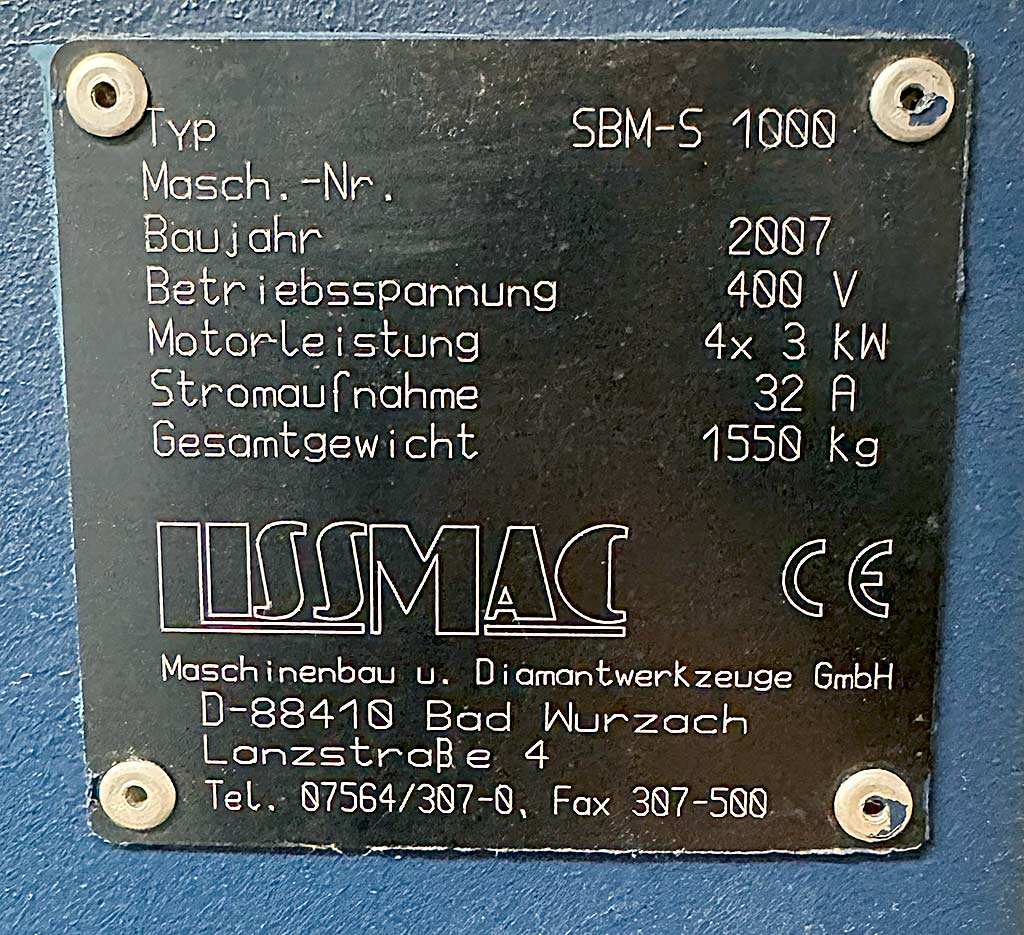 Typ SBM-S 1000
Masch.-Nr.
Baujahr 2007
Betriebsspannung 400 V
Motorleistung 4x 3 kW
Stromaufnahme 32 A
Gesamtgewicht 1550 kg
LISSMAC CE
Maschinenbau u. Diamantwerkzeuge GmbH
D-88410 Bad Wurzach
Lanzstraße 4
Tel. 07564/307-0, Fax 307-500